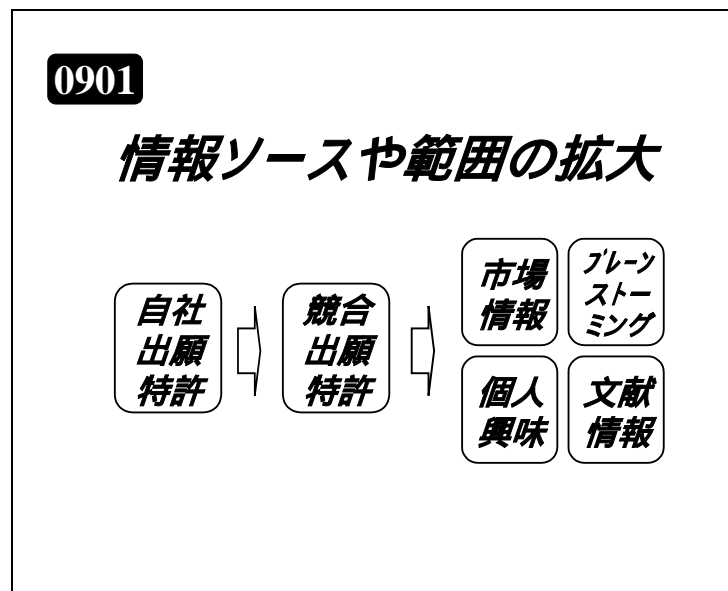 0901
情報ソースや範囲の拡大
自社
出願
特許
競合
出願
特許
市場
情報
ブレーン
ストー
ミング
個人
興味
文献
情報